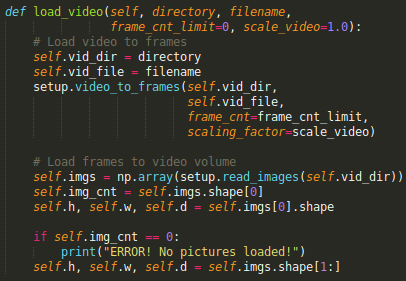 def load_video(self, directory, filename,
               frame_cnt_limit=0, scale_video=1.0):
    # Load video to frames
    self.vid_dir = directory
    self.vid_file = filename
    setup.video_to_frames(self.vid_dir,
                          self.vid_file,
                          frame_cnt=frame_cnt_limit,
                          scaling_factor=scale_video)

    # Load frames to video volume
    self.imgs = np.array(setup.read_images(self.vid_dir))
    self.img_cnt = self.imgs.shape[0]
    self.h, self.w, self.d = self.imgs[0].shape

    if self.img_cnt == 0:
        print("ERROR! No pictures loaded!")
    self.h, self.w, self.d = self.imgs.shape[1:]